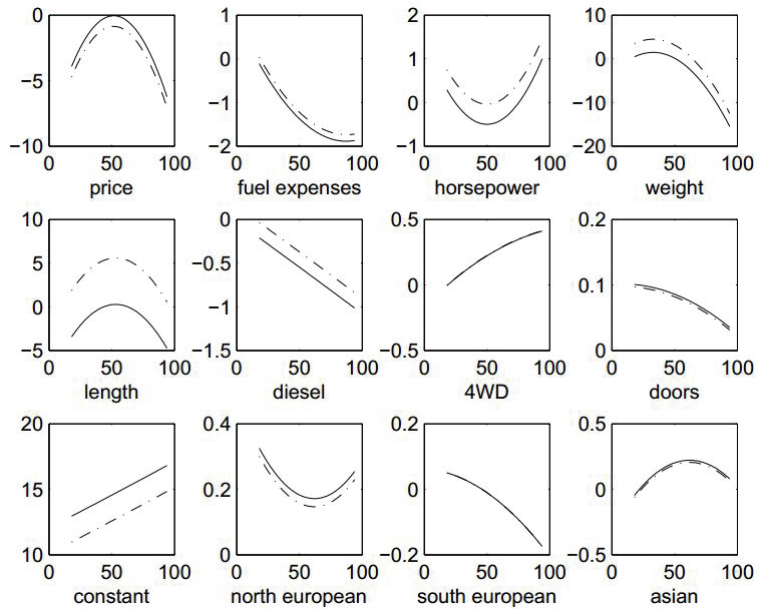 0 1 2 10
0
−5 0 1 0
−1 0 −10
−10 −2 −1 −20
0 50 100 0 50 100 0 50 100 0 50 100
price fuel expenses horsepower weight
10 0 0.5 0.2
5 −0.5
0 0 0.1
−1
−5 −1.5 −0.5 0
0 50 100 0 50 100 0 50 100 0 50 100
length diesel 4WD doors
20 0.4 0.2 0.5
15 0.2 0 0
10 0 −0.2 −0.5
0 50 100 0 50 100 0 50 100 0 50 100
constant north european south european asian